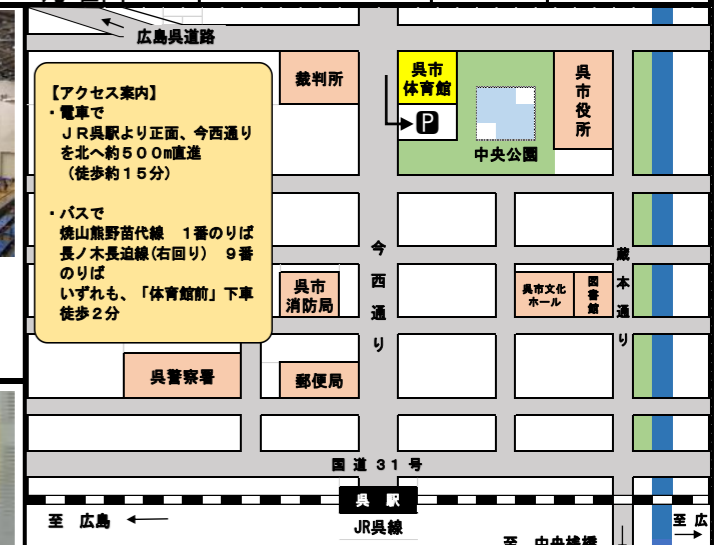 広島呉道路
【アクセス案内】
・電車で
ＪＲ呉駅より正面、今西通り
を北へ約５００m直進
（徒歩約１５分）
・バスで
焼山熊野苗代線　１番のりば
長ノ木長迫線(右回り)　９番
のりば
いずれも、「体育館前」下車
徒歩２分
裁判所
呉市
体育館
P
中央公園
呉市役所
今西通り
蔵本通り
呉市
消防局
呉市文化
ホール
図書館
呉警察署
郵便局
国道31号
呉駅
至 広島
JR呉線
至 広